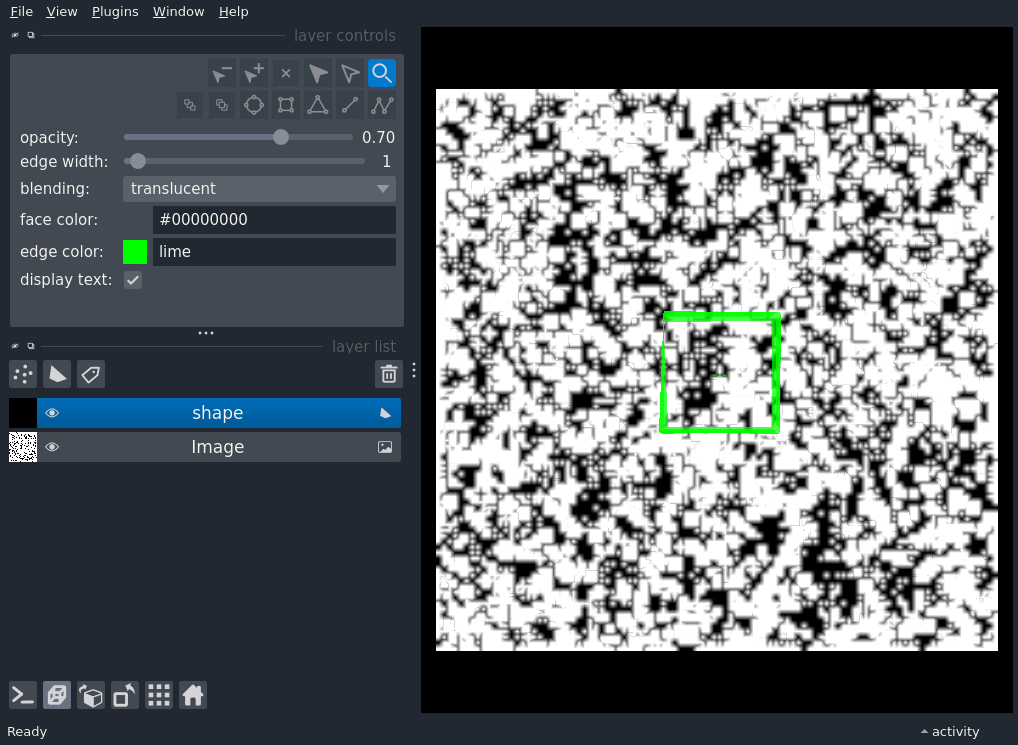 File View Plugins Window Help
layer controls
opacity: 0.70
edge width: 1
blending: translucent
face color: #00000000
edge color: lime
display text:
layer list
shape
Image
Ready
activity